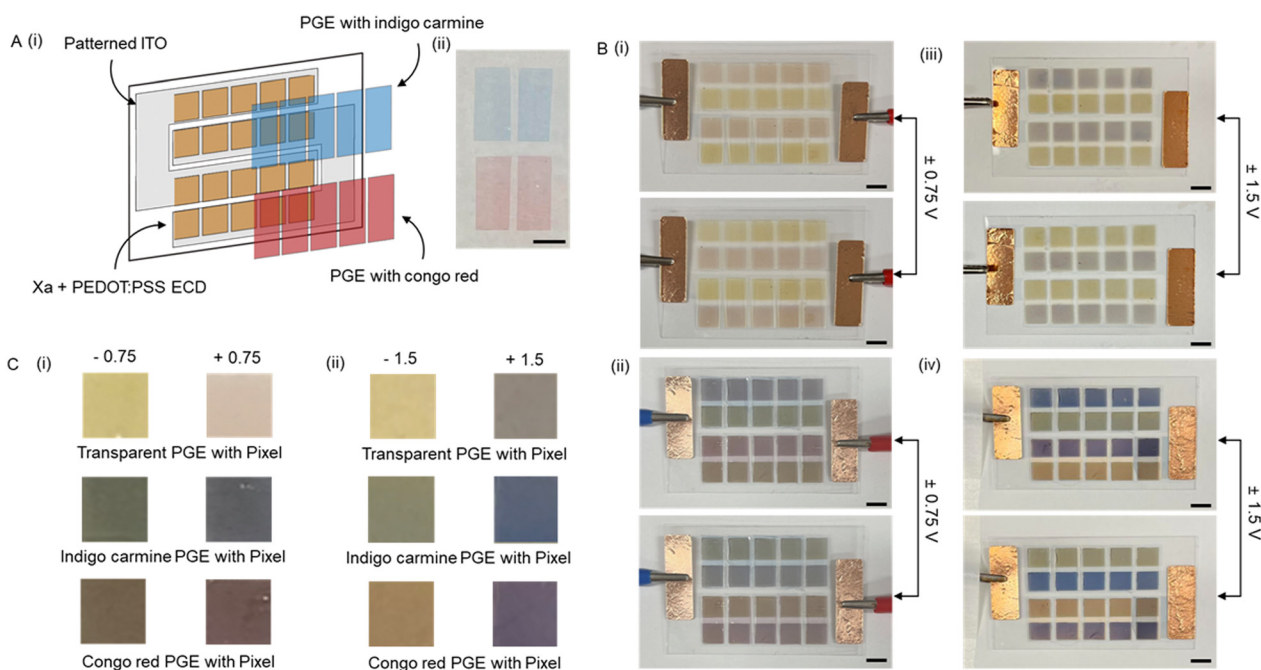 A (i)
Patterned ITO
PGE with indigo carmine
(ii)
Xa + PEDOT:PSS ECD
PGE with congo red
B (i)
± 0.75 V
(iii)
± 1.5 V
(ii)
± 0.75 V
(iv)
± 1.5 V
C (i)
- 0.75
+ 0.75
(ii)
- 1.5
+ 1.5
Transparent PGE with Pixel
Transparent PGE with Pixel
Indigo carmine PGE with Pixel
Indigo carmine PGE with Pixel
Congo red PGE with Pixel
Congo red PGE with Pixel